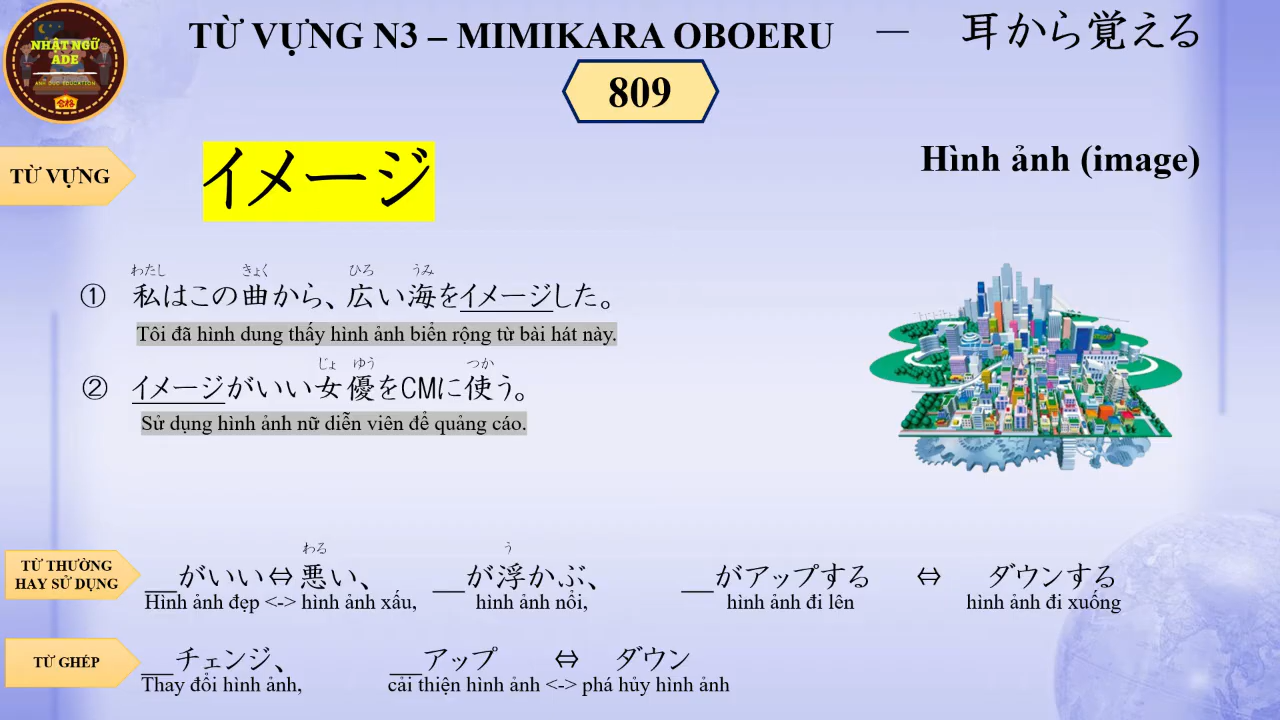 TỪ VỰNG N3 – MIMIKARA OBOERU ― 耳から覚える
NHẬT NGỮ
ADE
ANH DUC EDUCATION
合格
809
TỪ VỰNG
イメージ
Hình ảnh (image)
わたし きょく ひろ うみ
① 私はこの曲から、広い海をイメージした。
Tôi đã hình dung thấy hình ảnh biển rộng từ bài hát này.
じょ ゆう つか
② イメージがいい女優をCMに使う。
Sử dụng hình ảnh nữ diễn viên để quảng cáo.
わる う
TỪ THƯỜNG
HAY SỬ DỤNG
__がいい⇔悪い、 __が浮かぶ、 __がアップする ⇔ ダウンする
Hình ảnh đẹp <-> hình ảnh xấu, hình ảnh nổi, hình ảnh đi lên hình ảnh đi xuống
TỪ GHÉP
__チェンジ、 __アップ ⇔ ダウン
Thay đổi hình ảnh, cải thiện hình ảnh <-> phá hủy hình ảnh